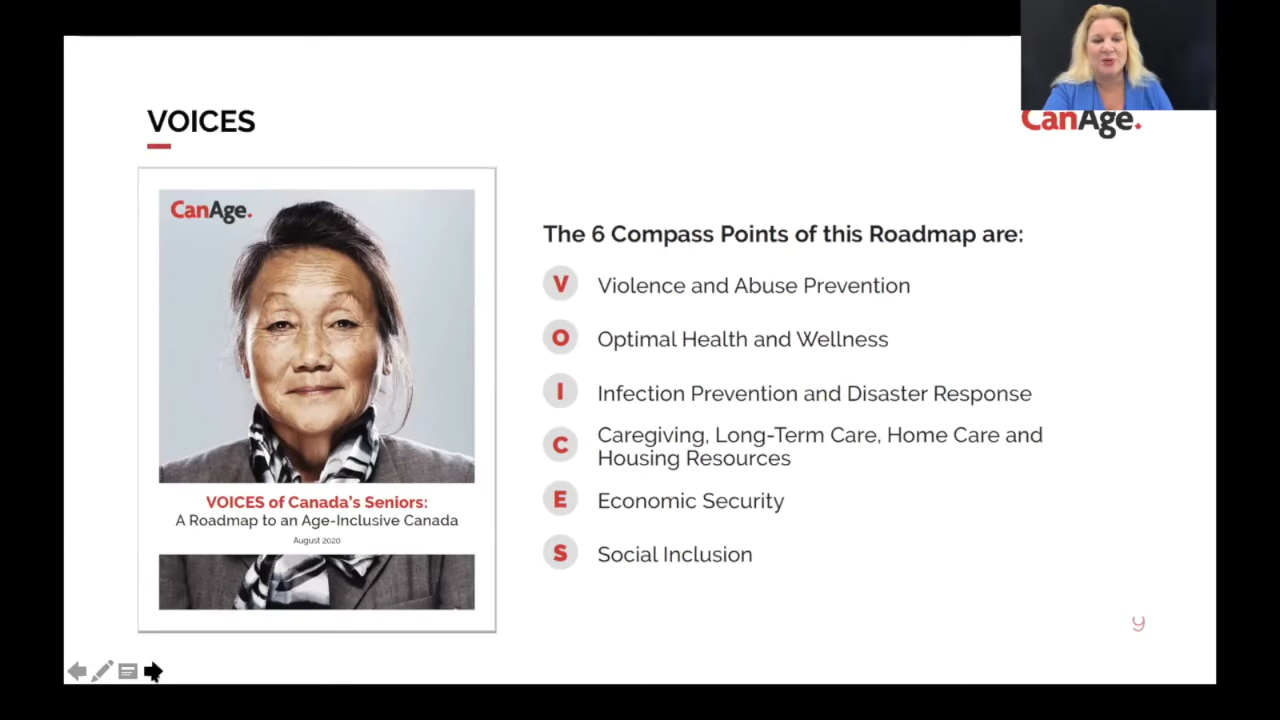 VOICES
CanAge.
CanAge.
VOICES of Canada's Seniors:
A Roadmap to an Age-Inclusive Canada
August 2020
The 6 Compass Points of this Roadmap are:
V Violence and Abuse Prevention
O Optimal Health and Wellness
I Infection Prevention and Disaster Response
C Caregiving, Long-Term Care, Home Care and
Housing Resources
E Economic Security
S Social Inclusion
9